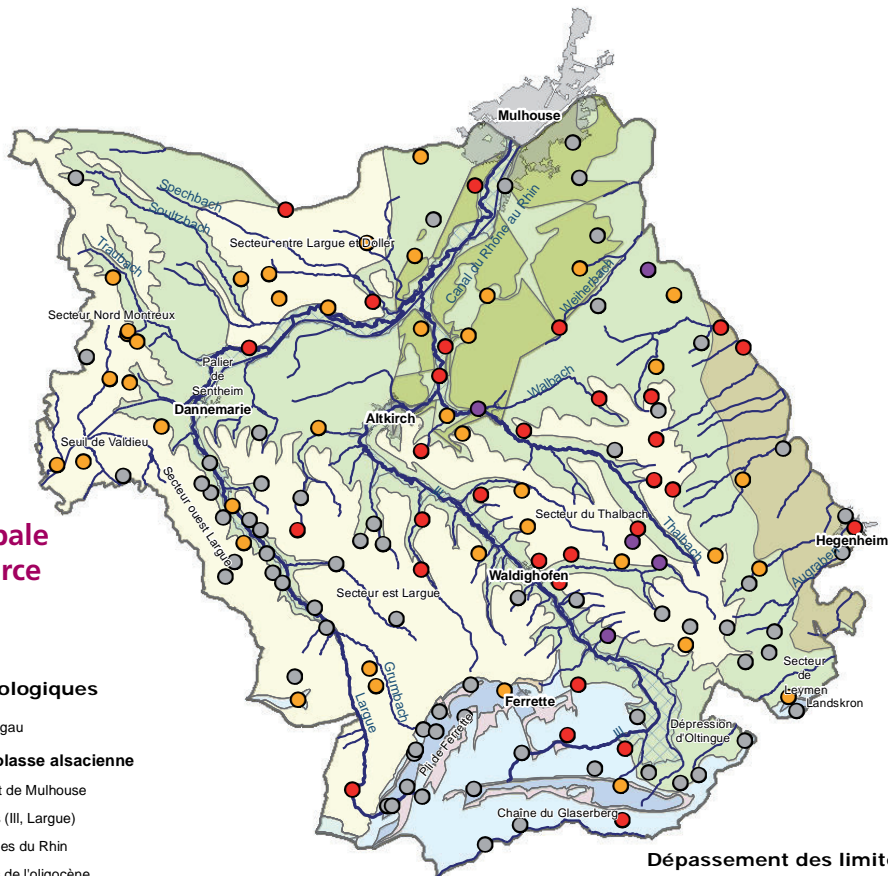 Mulhouse
Spechbach
Soultzbach
Canal du Rhône au Rhin
Secteur entre Largue et Doller
Traubach
Weiherbach
Secteur Nord Montreux
Palier
de
Sentheim
Walbach
Dannemarie
Altkirch
Seuil de Valdieu
Secteur ouest Largue
Ill
Secteur du Thalbach
Thalbach
Hegenheim
Augraben
pale
rce
Waldighofen
Secteur est Largue
Grumbach
Largue
Secteur
de
Leymen
Landskron
ologiques
Ferrette
Pli de Ferrette
Ill
Dépression
d'Oltingue
gau
olasse alsacienne
t de Mulhouse
Chaîne du Glaserberg
s (Ill, Largue)
es du Rhin
de l'oligocène
Dépassement des limite